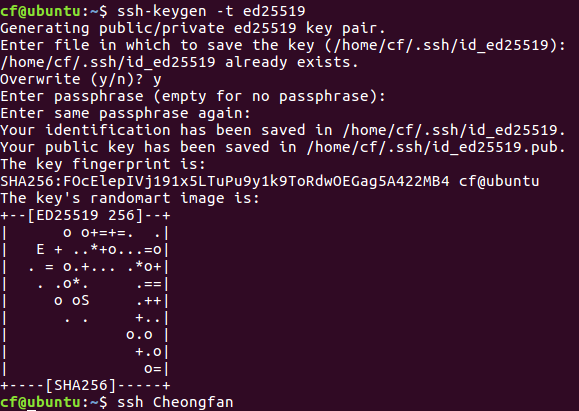 cf@ubuntu:~$ ssh-keygen -t ed25519
Generating public/private ed25519 key pair.
Enter file in which to save the key (/home/cf/.ssh/id_ed25519):
/home/cf/.ssh/id_ed25519 already exists.
Overwrite (y/n)? y
Enter passphrase (empty for no passphrase):
Enter same passphrase again:
Your identification has been saved in /home/cf/.ssh/id_ed25519.
Your public key has been saved in /home/cf/.ssh/id_ed25519.pub.
The key fingerprint is:
SHA256:FOcElepIVj191x5LTuPu9y1k9ToRdwOEGag5A422MB4 cf@ubuntu
The key's randomart image is:
+--[ED25519 256]--+
|      o o+=+=.  .|
|   E + ..*+o...=o|
|  . = o.+... .*o+|
|   . .o*.     .==|
|     o oS     .++|
|      . .     +..|
|             o.o |
|              +.o|
|               o=|
+----[SHA256]-----+
cf@ubuntu:~$ ssh Cheongfan